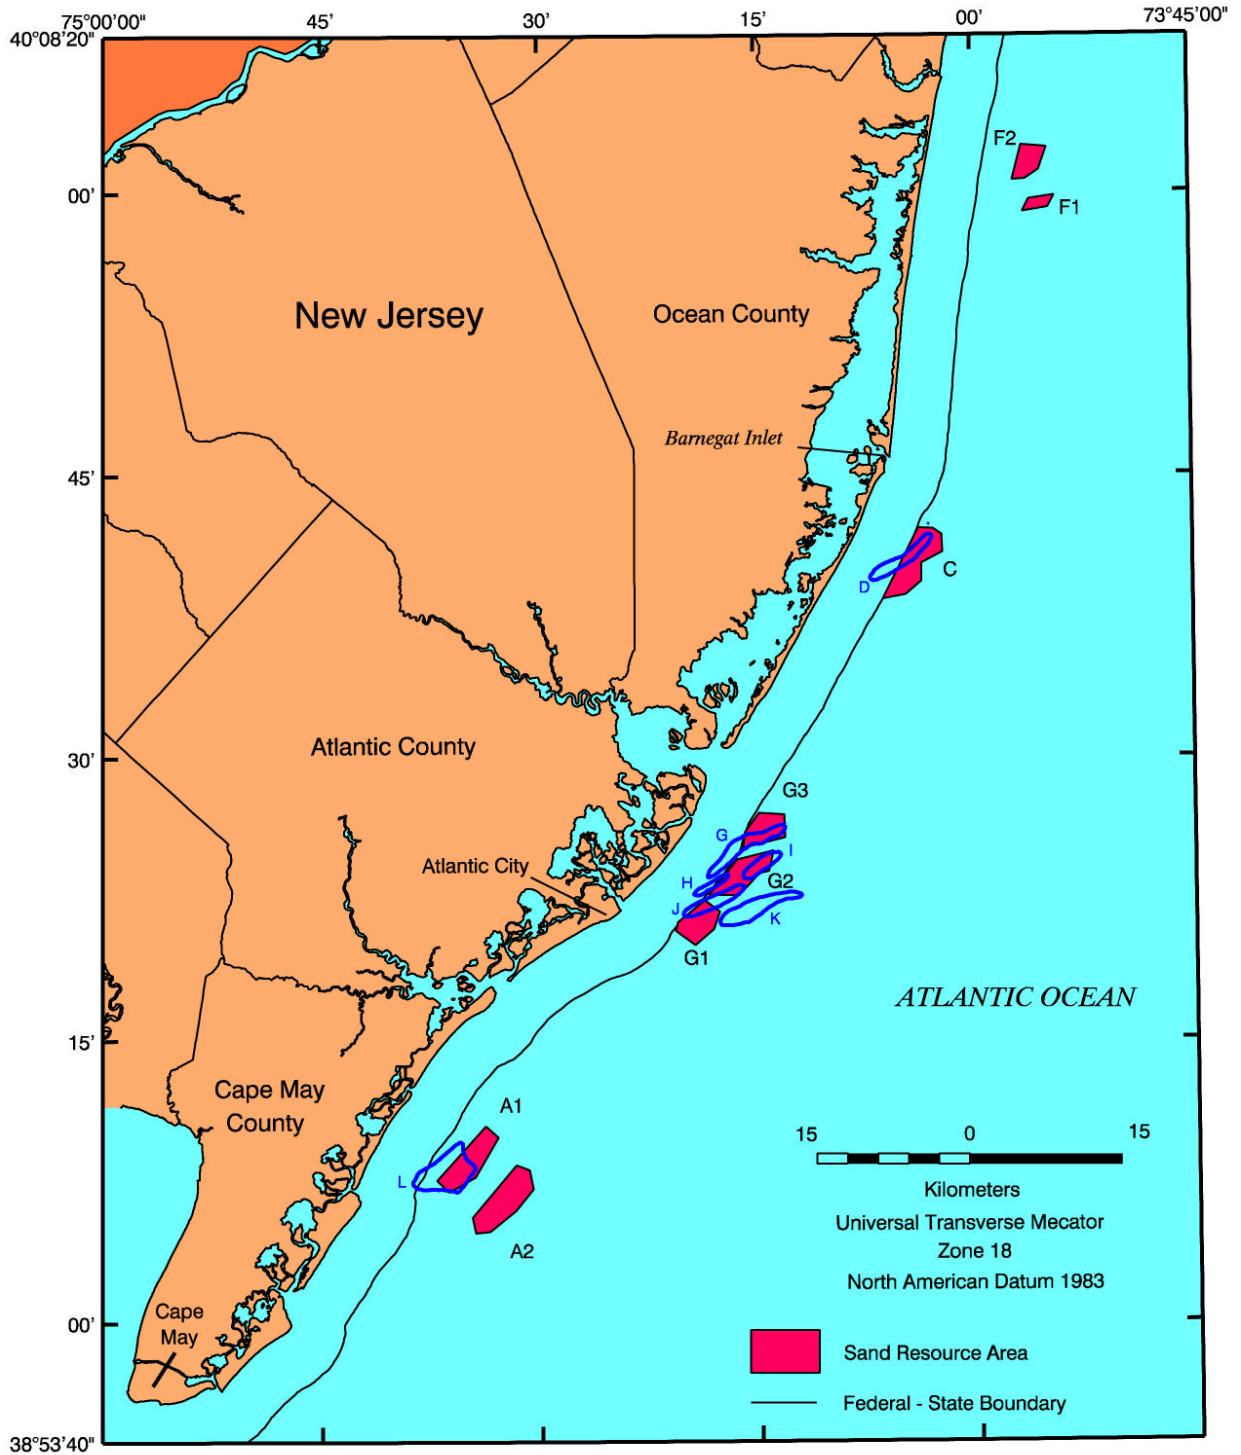 75°00'00"
45'
30'
15'
00'
73°45'00"
40°08'20"
F2
00'
F1
New Jersey
Ocean County
Barnegat Inlet
45'
C
D
Atlantic County
30'
G3
G
I
Atlantic City
H
G2
J
K
G1
ATLANTIC OCEAN
15'
Cape May
County
A1
L
A2
15
0
15
Kilometers
Universal Transverse Mecator
Zone 18
North American Datum 1983
Cape
May
00'
Sand Resource Area
Federal - State Boundary
38°53'40"